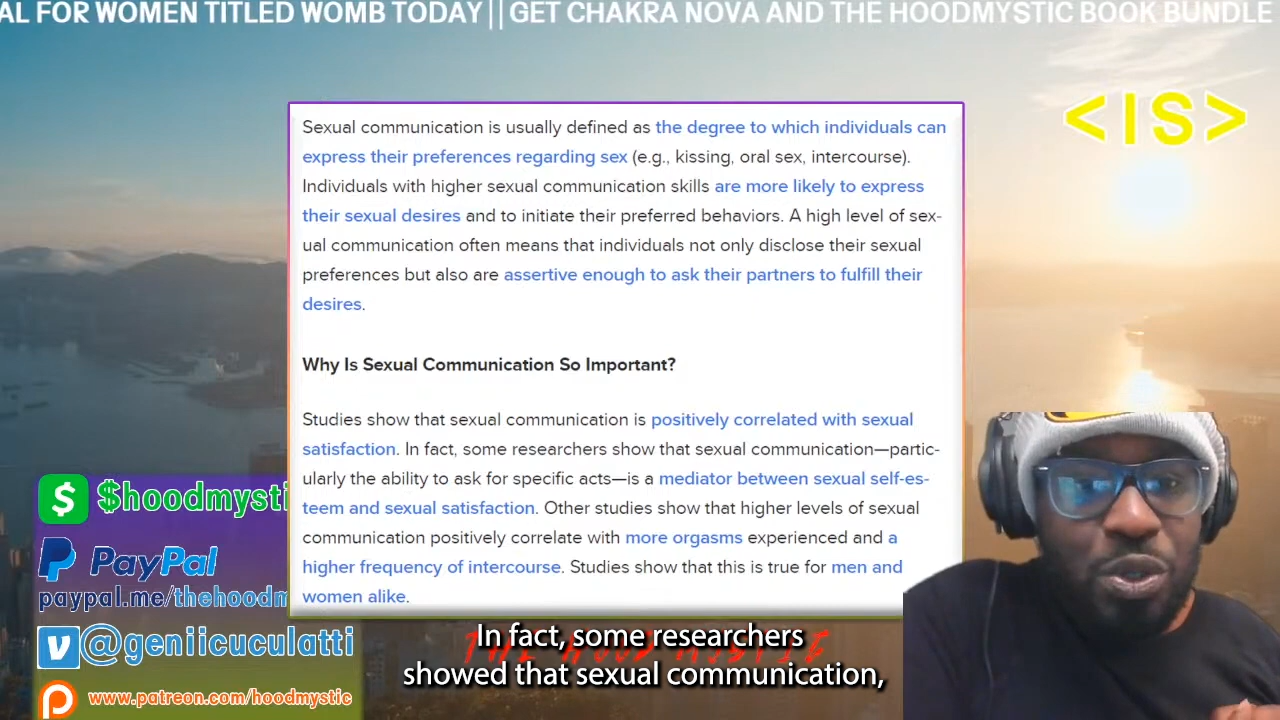 AL FOR WOMEN TITLED WOMB TODAY || GET CHAKRA NOVA AND THE HOODMYSTIC BOOK BUNDLE
<IS>
Sexual communication is usually defined as the degree to which individuals can
express their preferences regarding sex (e.g., kissing, oral sex, intercourse).
Individuals with higher sexual communication skills are more likely to express
their sexual desires and to initiate their preferred behaviors. A high level of sex-
ual communication often means that individuals not only disclose their sexual
preferences but also are assertive enough to ask their partners to fulfill their
desires.
Why Is Sexual Communication So Important?
Studies show that sexual communication is positively correlated with sexual
satisfaction. In fact, some researchers show that sexual communication—partic-
ularly the ability to ask for specific acts—is a mediator between sexual self-es-
teem and sexual satisfaction. Other studies show that higher levels of sexual
communication positively correlate with more orgasms experienced and a
higher frequency of intercourse. Studies show that this is true for men and
women alike.
$hoodmysti
PayPal
paypal.me/thehoodm
@geniicuculatti
www.patreon.com/hoodmystic
THE HOOD MYSTIC
In fact, some researchers
showed that sexual communication,